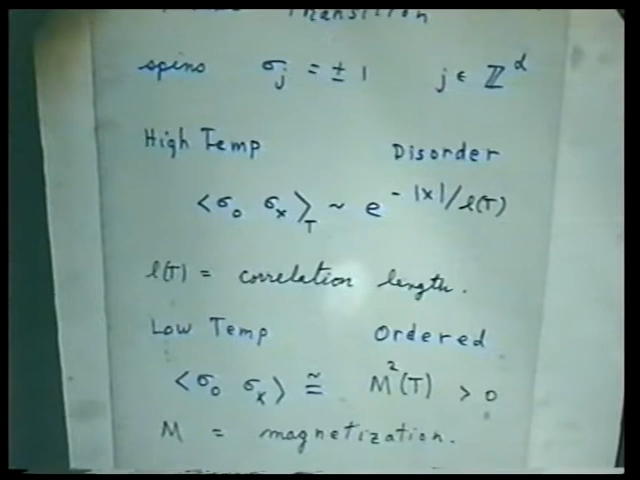 Transition
spins σ_j = ± 1 j ∈ ℤ^d
High Temp Disorder
<σ_0 σ_x>_T ~ e^{-|x|/ℓ(T)}
ℓ(T) = correlation length.
Low Temp Ordered
<σ_0 σ_x> ≅ M^2(T) > 0
M = magnetization.